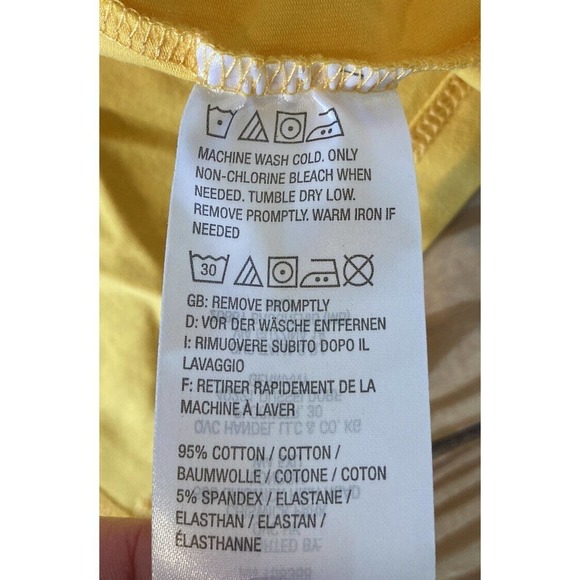 MACHINE WASH COLD. ONLY
NON-CHLORINE BLEACH WHEN
NEEDED. TUMBLE DRY LOW.
REMOVE PROMPTLY. WARM IRON IF
NEEDED
30
GB: REMOVE PROMPTLY
D: VOR DER WÄSCHE ENTFERNEN
I: RIMUOVERE SUBITO DOPO IL
LAVAGGIO
F: RETIRER RAPIDEMENT DE LA
MACHINE À LAVER
95% COTTON / COTTON /
BAUMWOLLE / COTONE / COTON
5% SPANDEX / ELASTANE /
ELASTHAN / ELASTAN /
ÉLASTHANNE